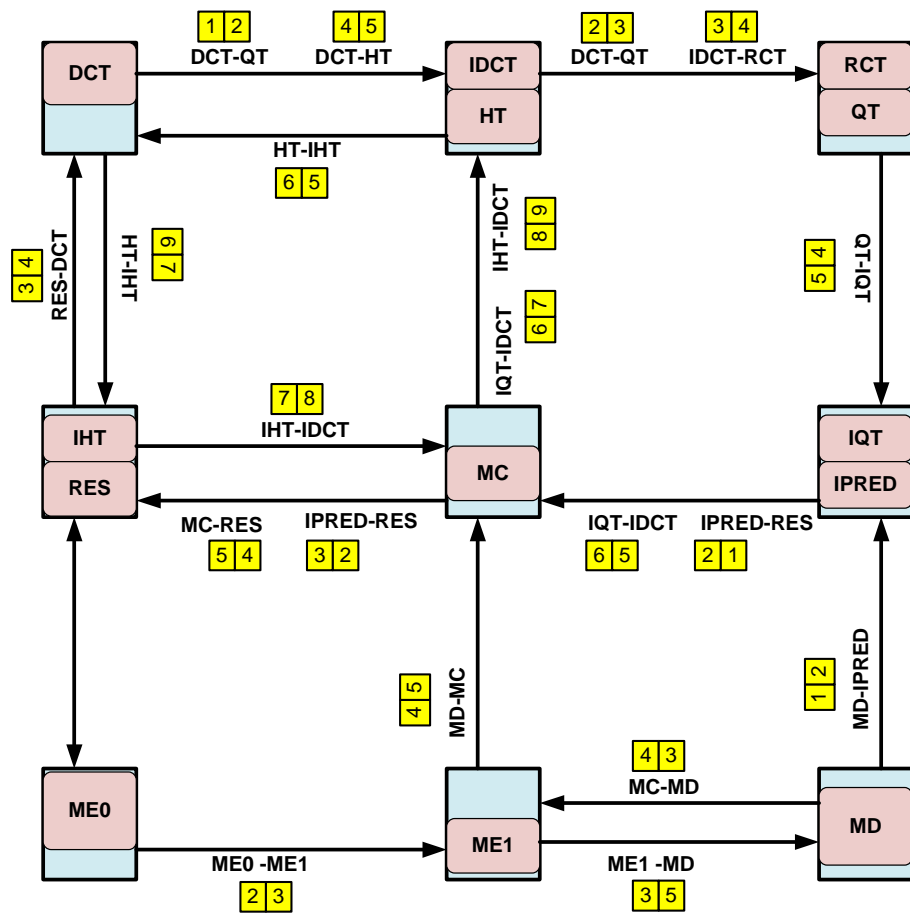 1 2
4 5
2 3
3 4
DCT-QT
DCT-HT
DCT-QT
IDCT-RCT
DCT
IDCT
RCT
HT
QT
HT-IHT
6 5
3 4
RES-DCT
HT-IHT
6 7
IHT-IDCT
8 9
IQT-IDCT
6 7
5 4
QT-IQT
7 8
IHT-IDCT
IHT
RES
MC
IQT
IPRED
MC-RES
IPRED-RES
IQT-IDCT
IPRED-RES
5 4
3 2
6 5
2 1
4 5
MD-MC
1 2
MD-IPRED
4 3
MC-MD
ME0
ME1
MD
ME0 -ME1
ME1 -MD
2 3
3 5